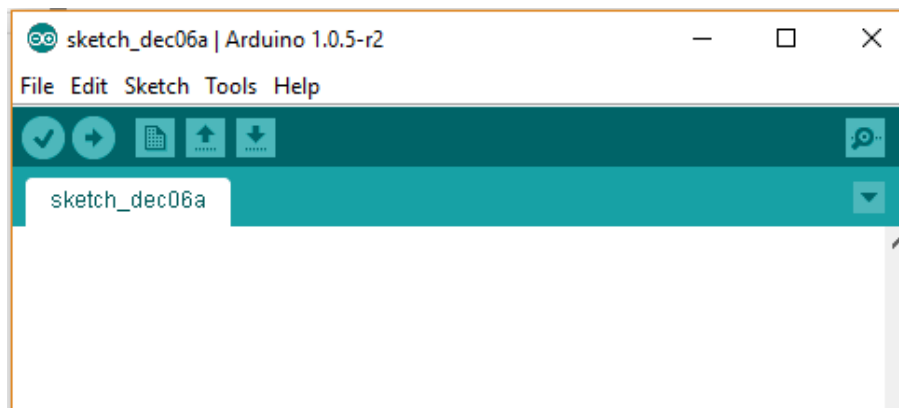 sketch_dec06a | Arduino 1.0.5-r2
File Edit Sketch Tools Help
sketch_dec06a